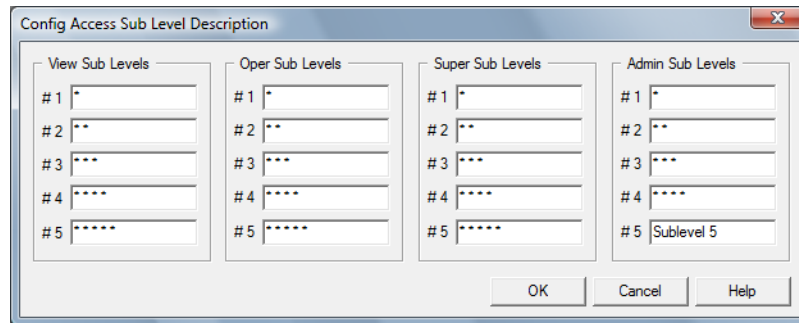 Config Access Sub Level Description
View Sub Levels Oper Sub Levels Super Sub Levels Admin Sub Levels
#1 * #1 * #1 * #1 *
#2 ** #2 ** #2 ** #2 **
#3 *** #3 *** #3 *** #3 ***
#4 **** #4 **** #4 **** #4 ****
#5 ***** #5 ***** #5 ***** #5 Sublevel 5
OK Cancel Help